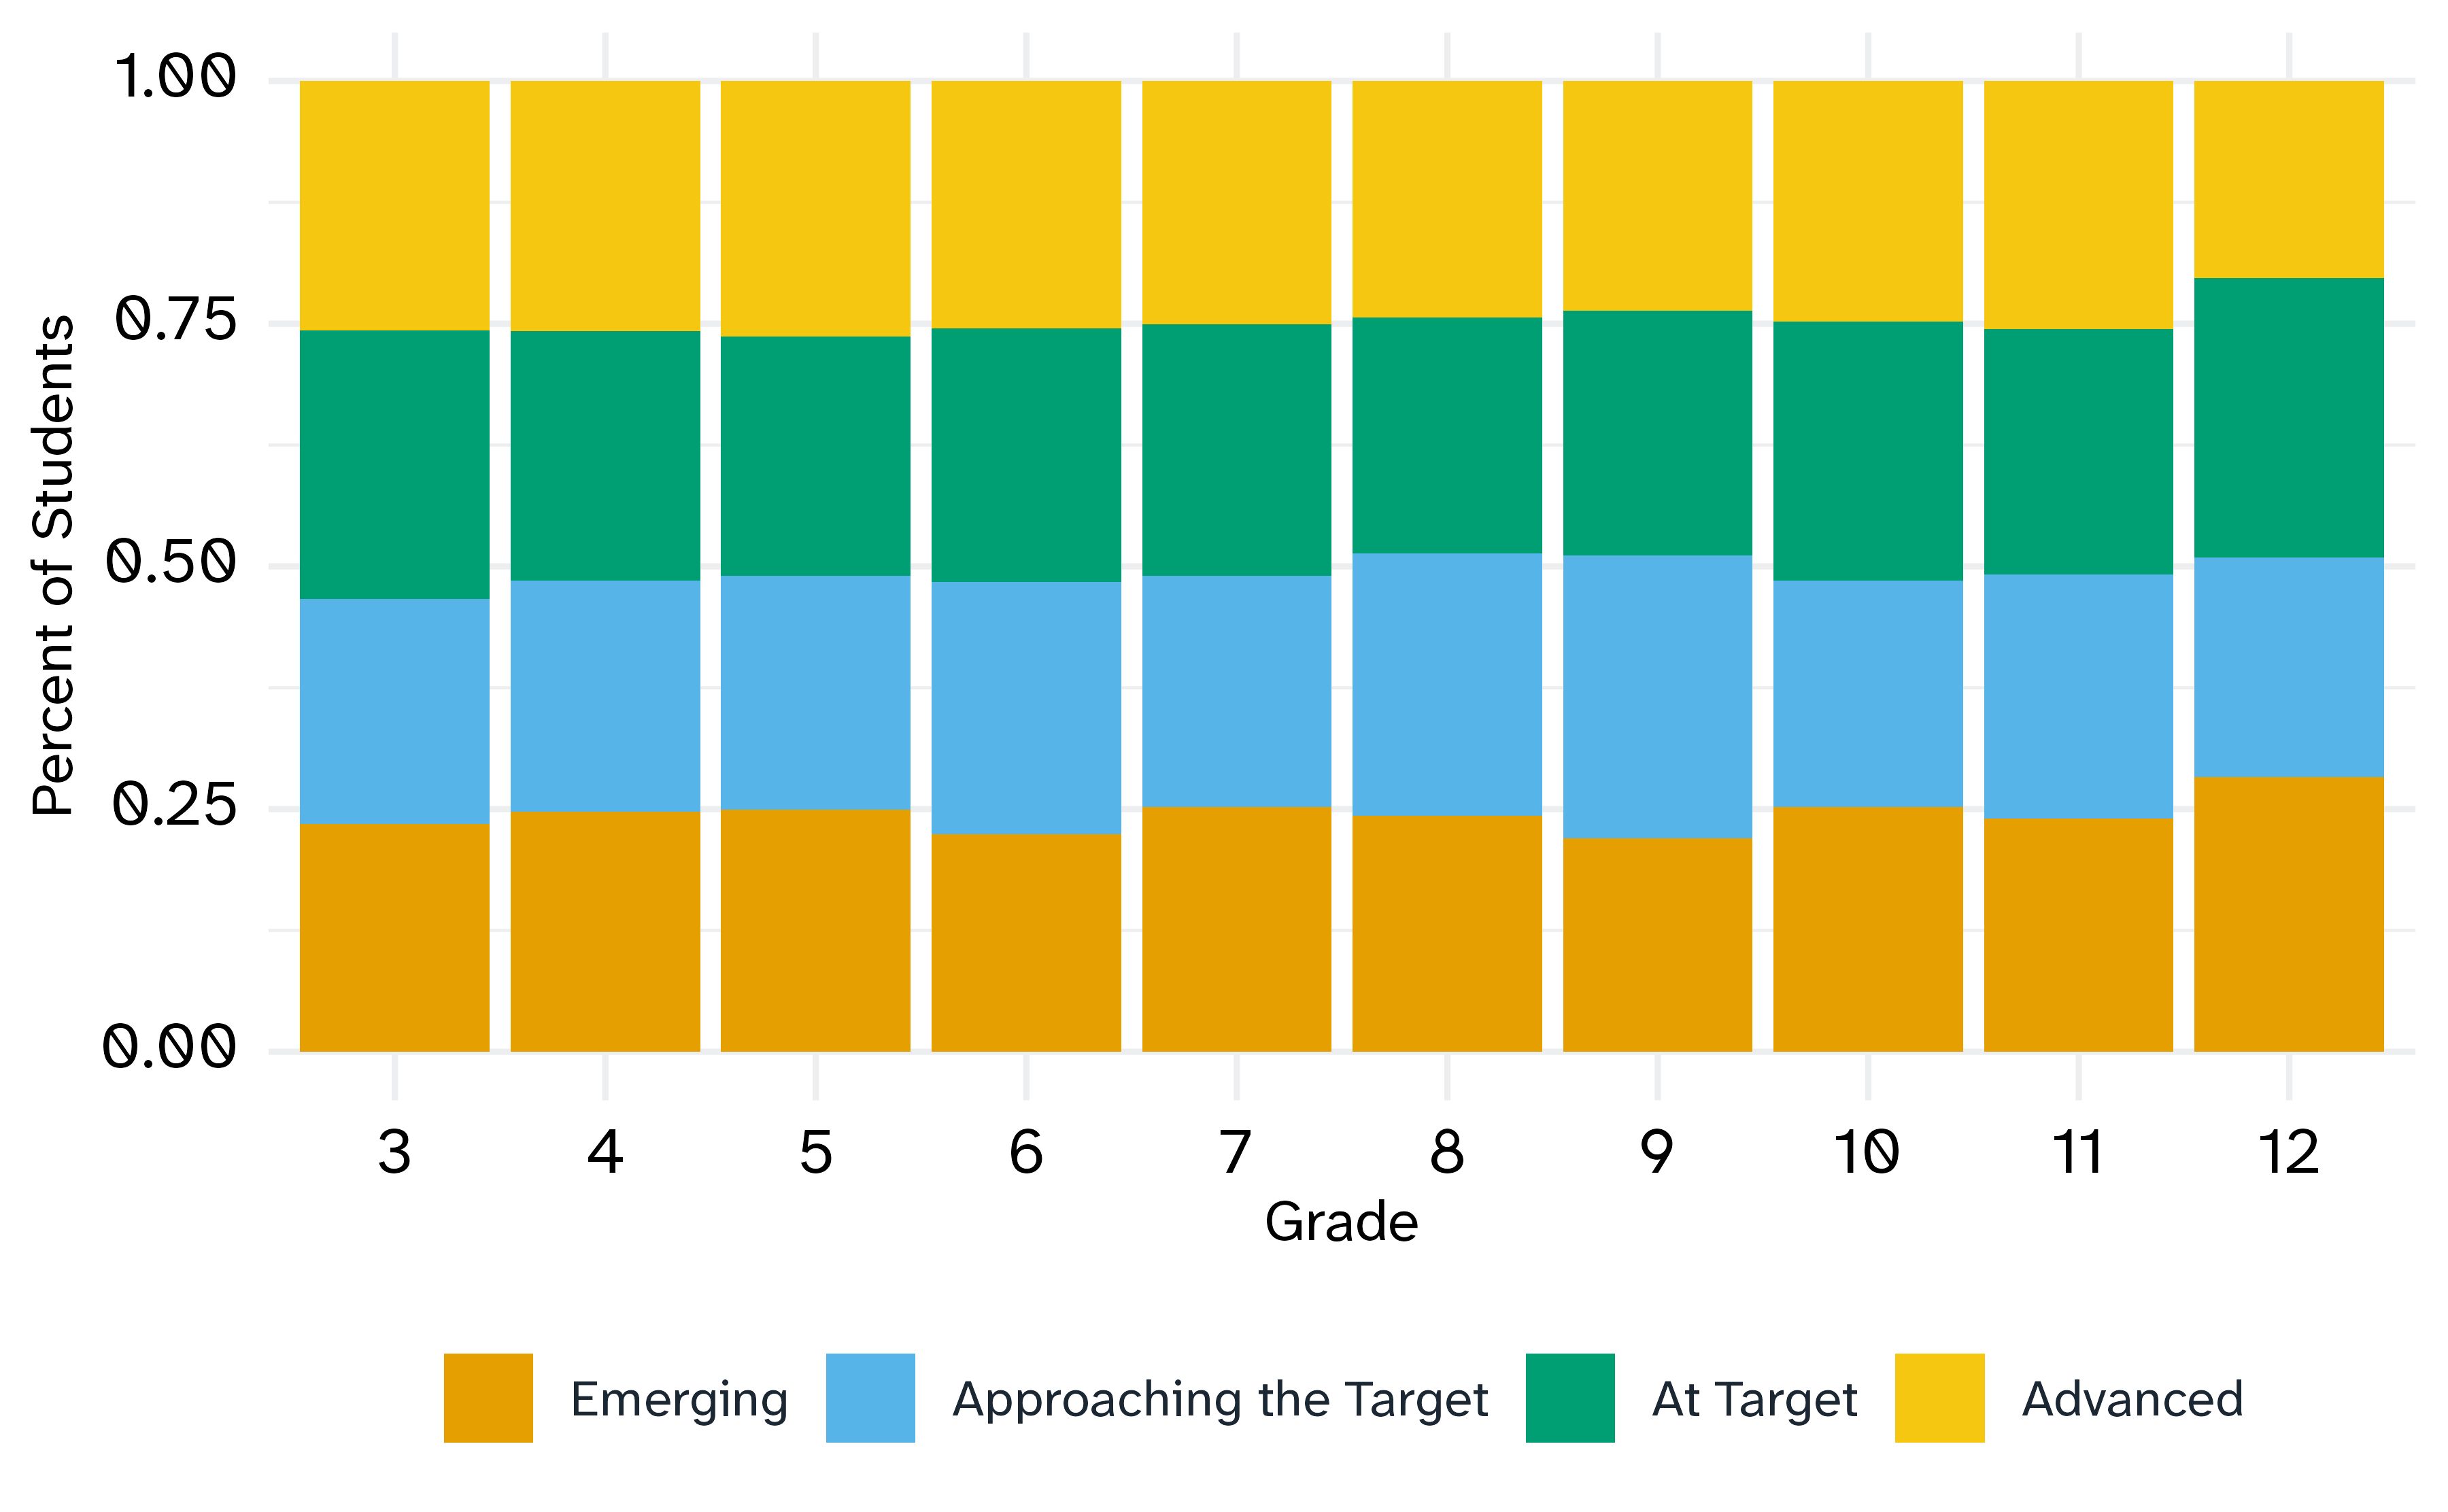 Percent of Students
1.00
0.75
0.50
0.25
0.00
3 4 5 6 7 8 9 10 11 12
Grade
Emerging Approaching the Target At Target Advanced